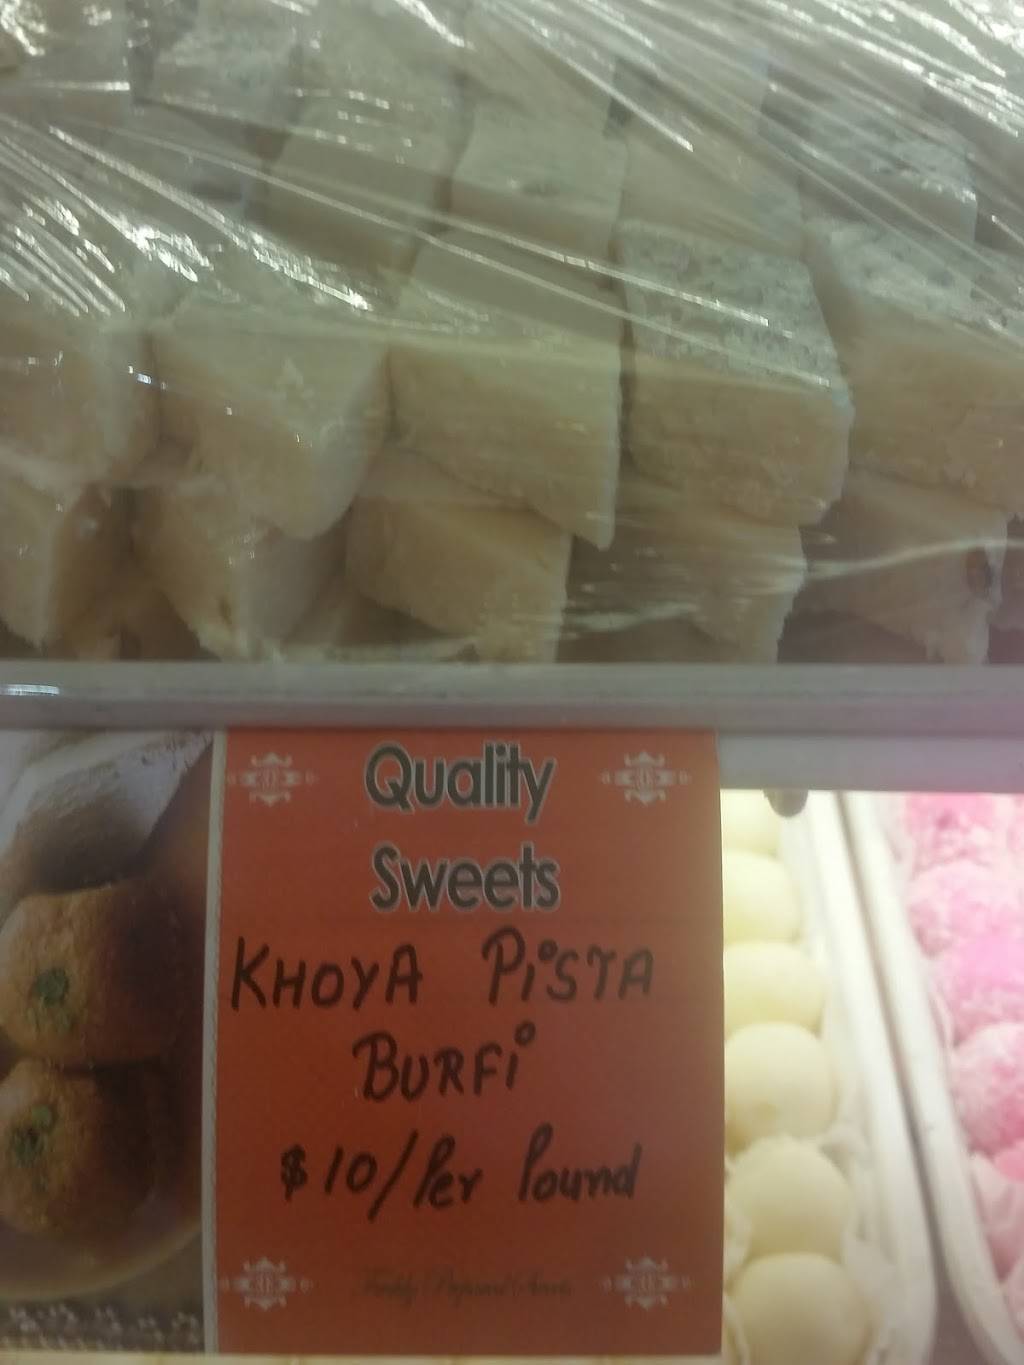 Quality
Sweets
KHOYA PiSTA
BURFi
$10/Per Pound